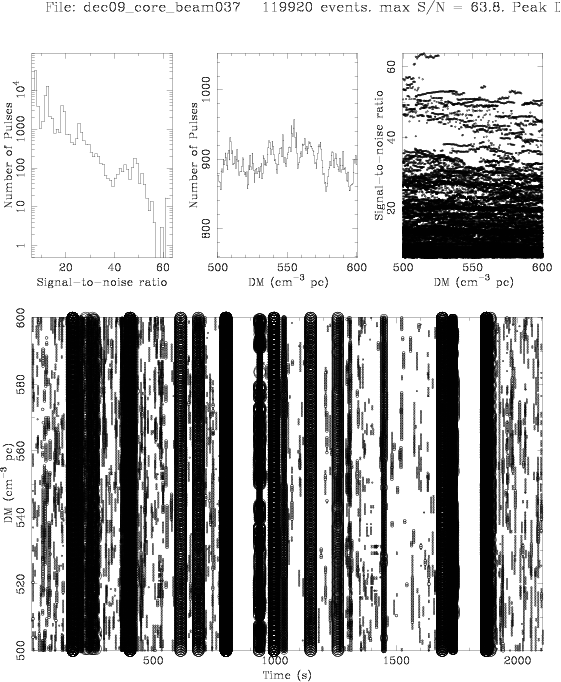 File: dec09_core_beam037 119920 events. max S/N = 63.8. Peak
Number of Pulses
1 10 100 1000 10⁴
20 40 60
Signal-to-noise ratio
Number of Pulses
800 900 1000
500 550 600
DM (cm⁻³ pc)
Signal-to-noise ratio
20 40 60
500 550 600
DM (cm⁻³ pc)
DM (cm⁻³ pc)
500 520 540 560 580 600
500 1000 1500 2000
Time (s)